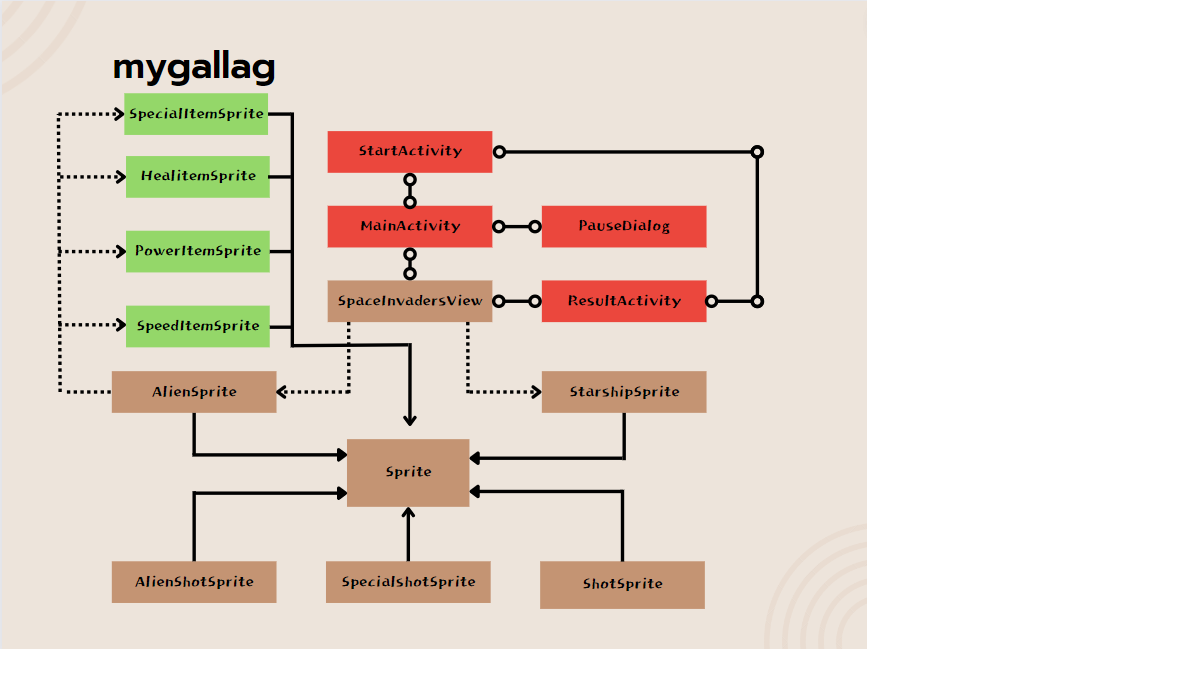 mygallag
SpecialItemSprite
StartActivity
HealitemSprite
MainActivity
PauseDialog
PowerItemSprite
SpaceInvadersView
ResultActivity
SpeedItemSprite
AlienSprite
StarshipSprite
Sprite
AlienShotSprite
SpecialshotSprite
ShotSprite